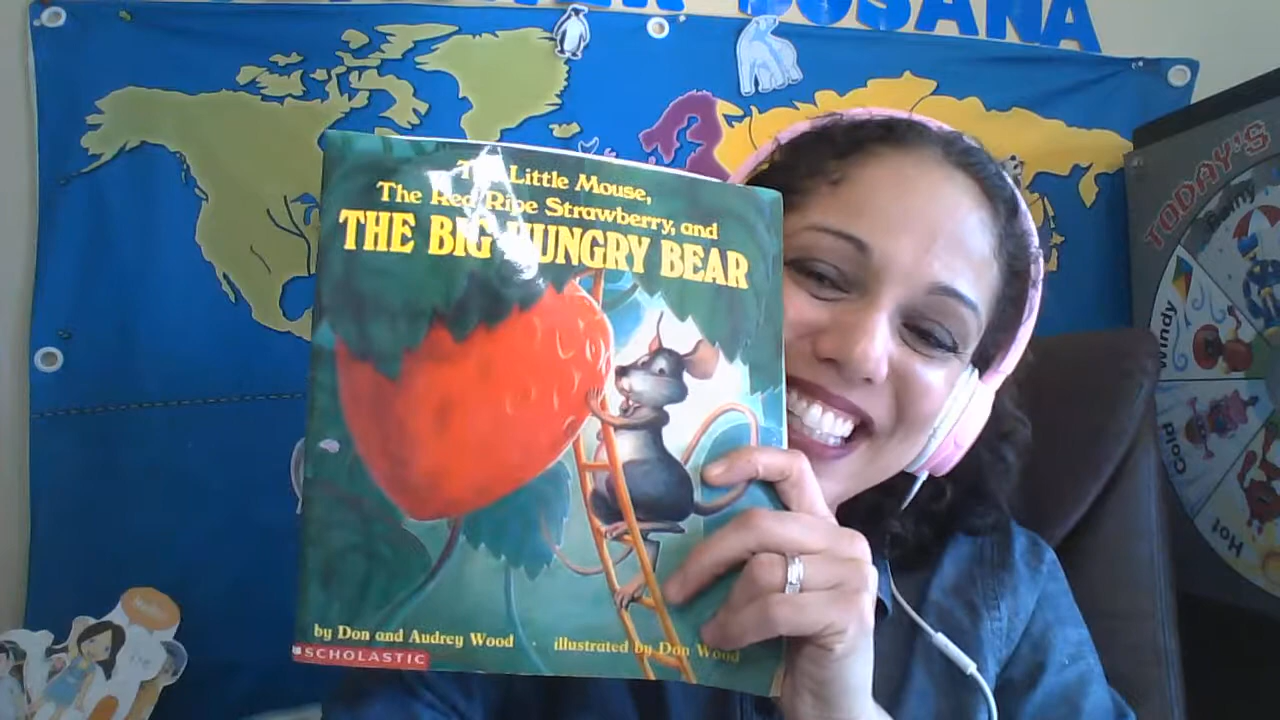 SUSANA
TODAY'S
Little Mouse,
The Red Ripe Strawberry, and
THE BIG HUNGRY BEAR
Windy
Cold
Hot
by Don and Audrey Wood · illustrated by Don Wood
SCHOLASTIC